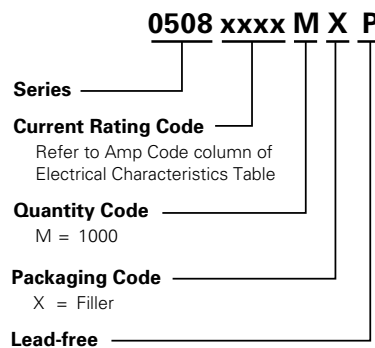 0508 xxxx M X P
Series
Current Rating Code
Refer to Amp Code column of
Electrical Characteristics Table
Quantity Code
M = 1000
Packaging Code
X = Filler
Lead-free